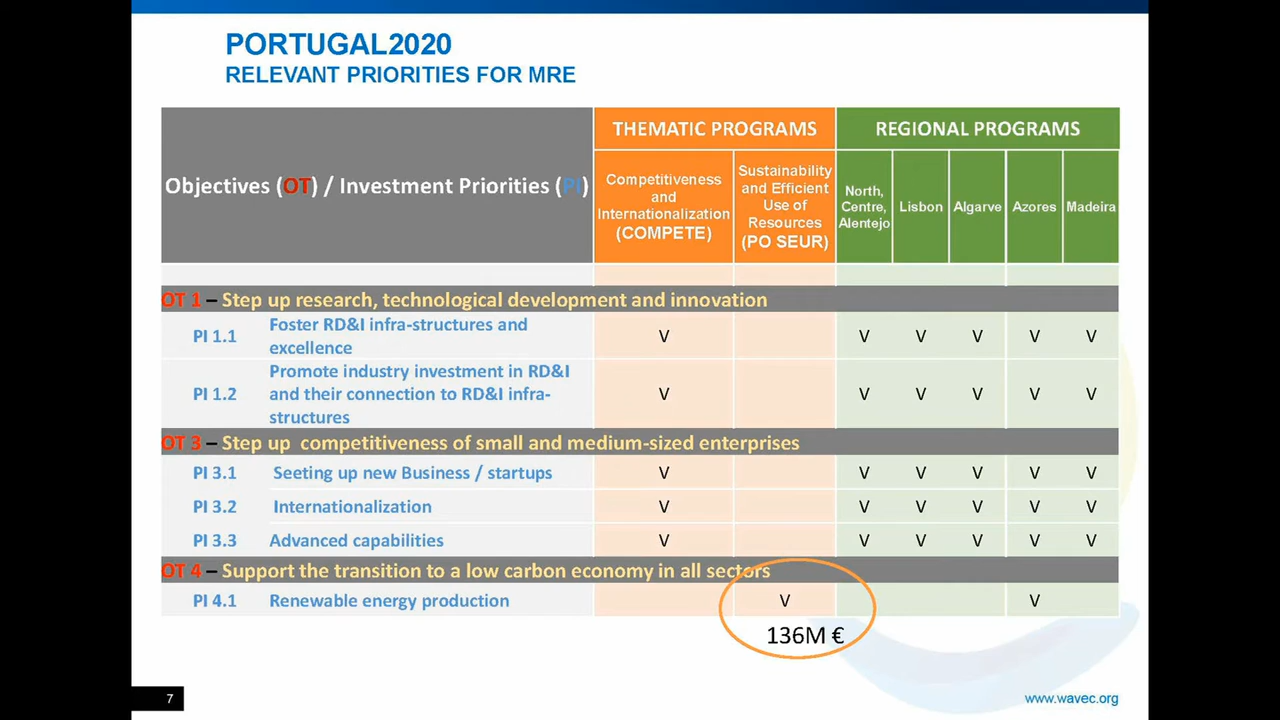 PORTUGAL2020
RELEVANT PRIORITIES FOR MRE
Objectives (OT) / Investment Priorities (PI)
THEMATIC PROGRAMS
REGIONAL PROGRAMS
Competitiveness
and
Internationalization
(COMPETE)
Sustainability
and Efficient
Use of
Resources
(PO SEUR)
North,
Centre,
Alentejo
Lisbon
Algarve
Azores
Madeira
OT 1 – Step up research, technological development and innovation
PI 1.1 Foster RD&I infra-structures and
excellence
V V V V V V
PI 1.2 Promote industry investment in RD&I
and their connection to RD&I infra-
structures
V V V V V V
OT 3 – Step up competitiveness of small and medium-sized enterprises
PI 3.1 Seeting up new Business / startups V V V V V V
PI 3.2 Internationalization V V V V V V
PI 3.3 Advanced capabilities V V V V V V
OT 4 – Support the transition to a low carbon economy in all sectors
PI 4.1 Renewable energy production V V
136M €
7
www.wavec.org